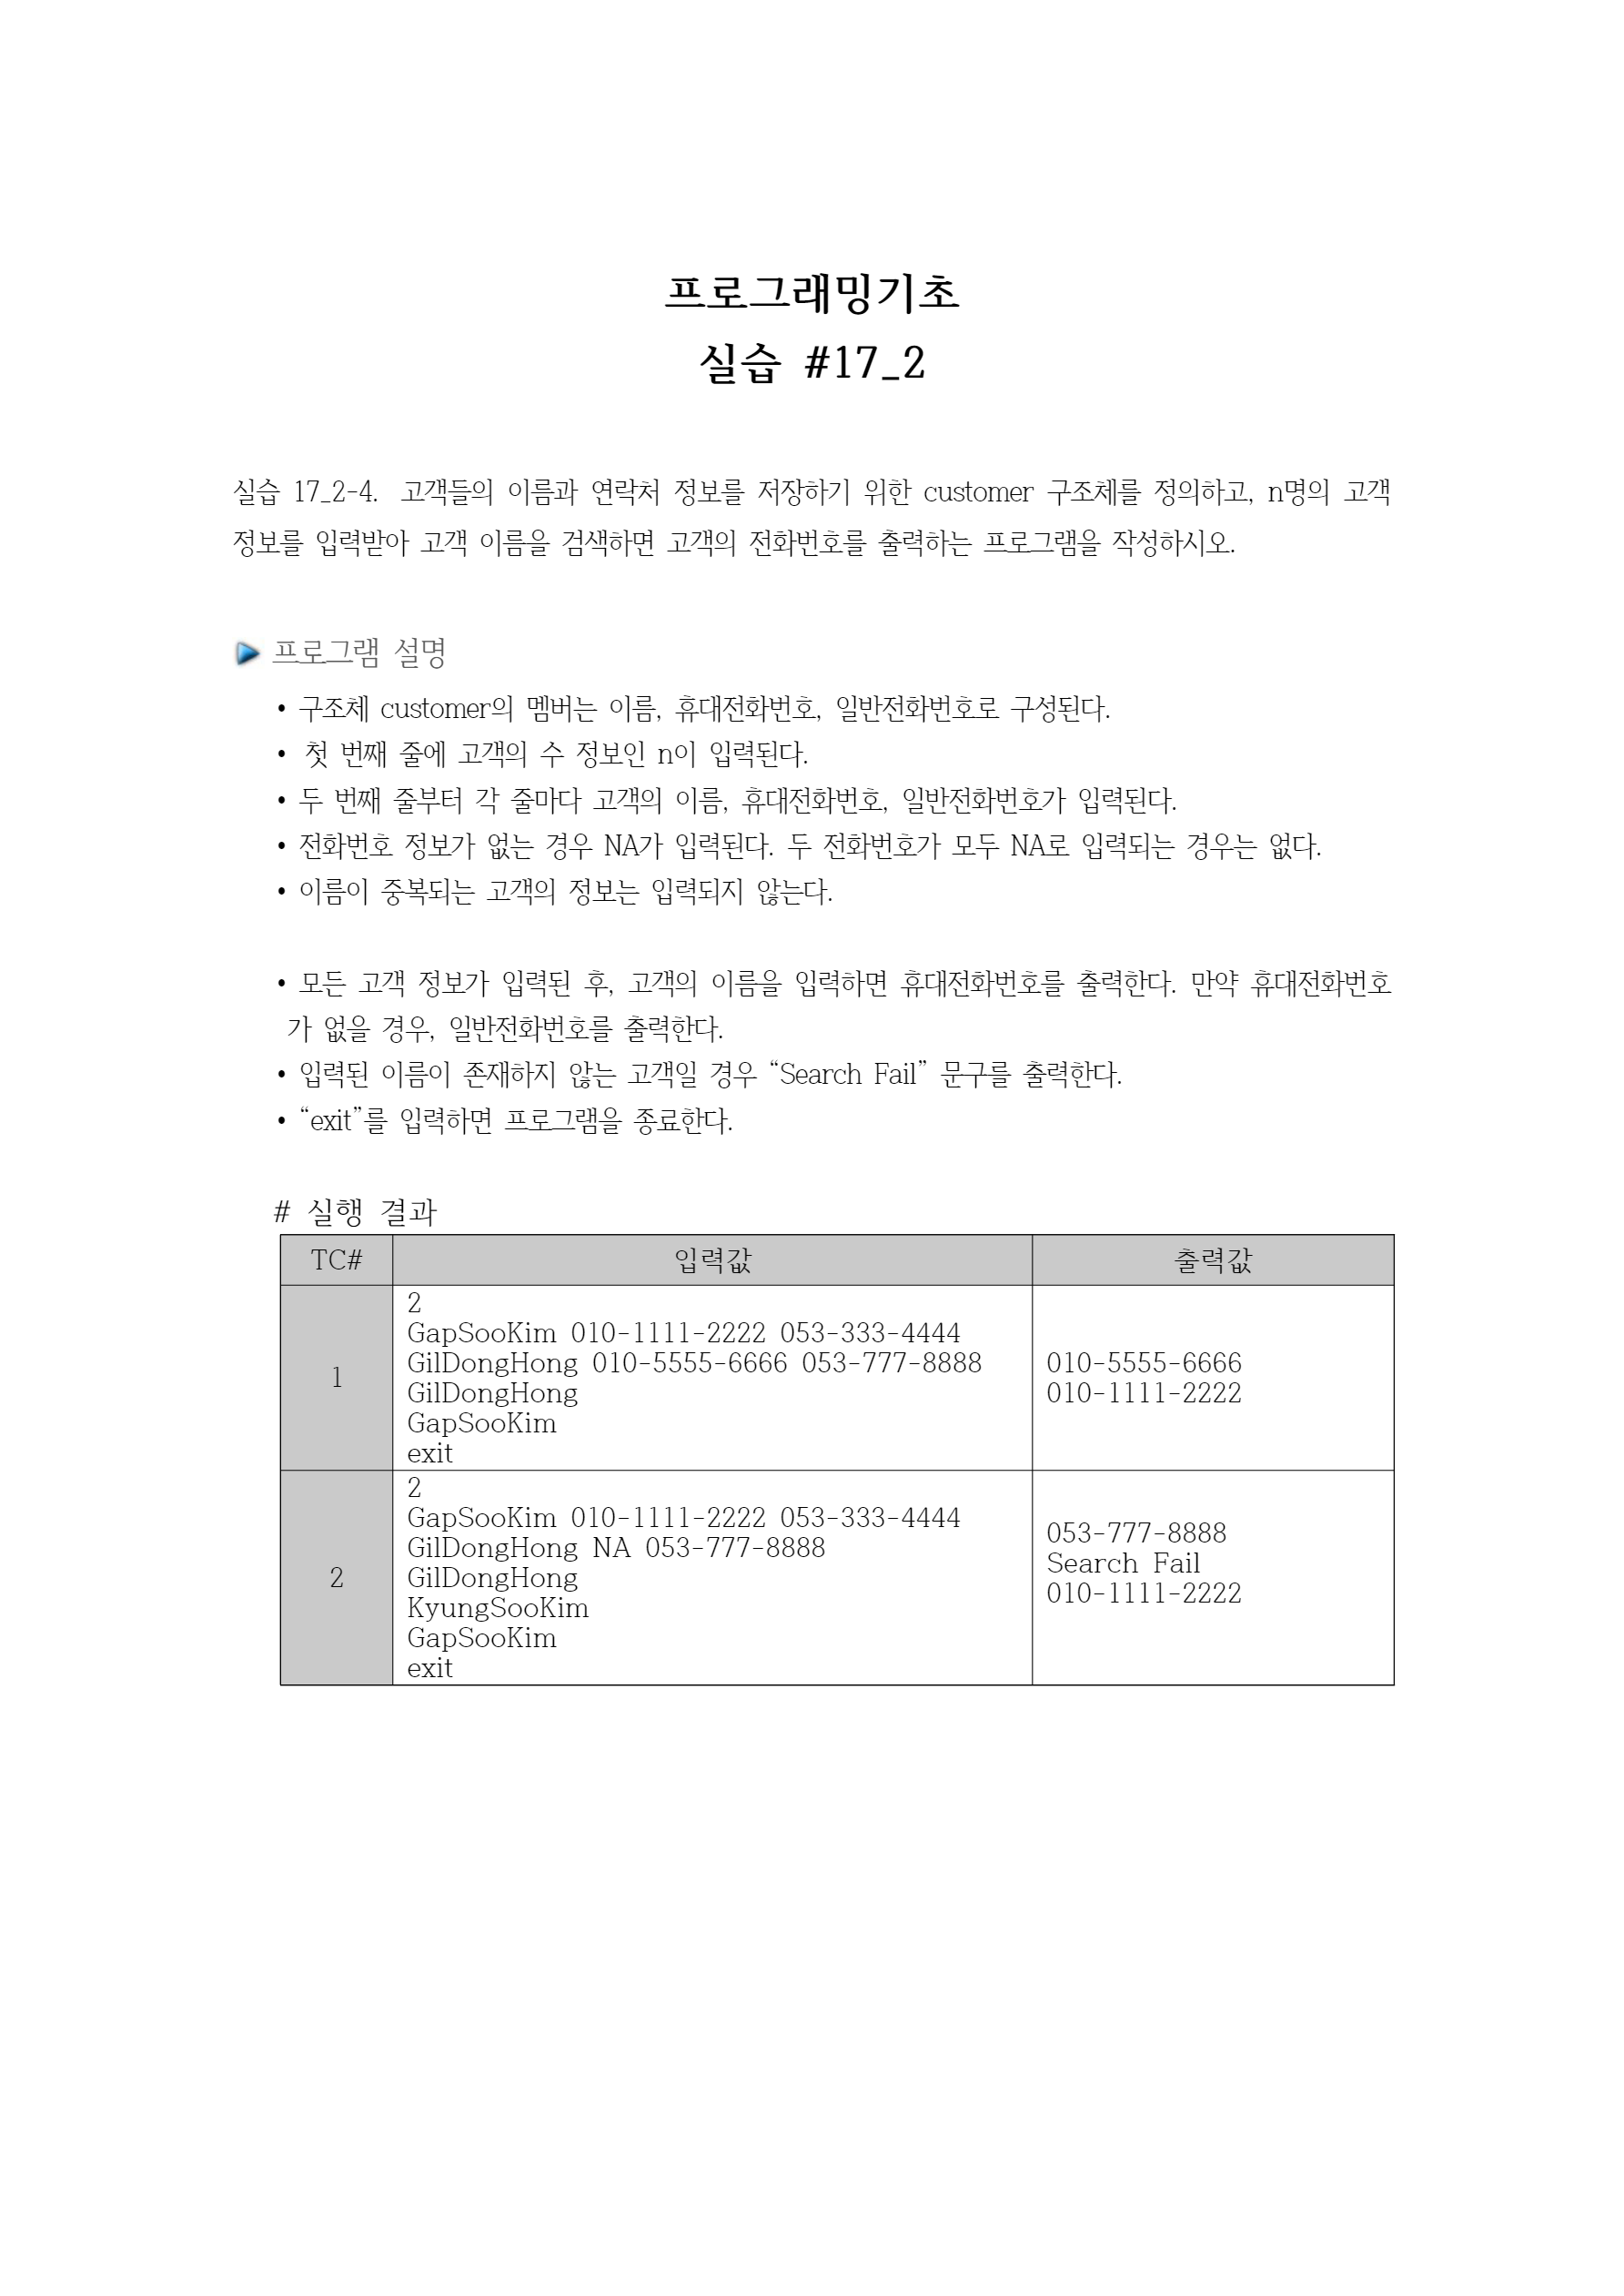 프로그래밍기초
실습 #17_2
실습 17_2-4. 고객들의 이름과 연락처 정보를 저장하기 위한 customer 구조체를 정의하고, n명의 고객
정보를 입력받아 고객 이름을 검색하면 고객의 전화번호를 출력하는 프로그램을 작성하시오.
프로그램 설명
• 구조체 customer의 멤버는 이름, 휴대전화번호, 일반전화번호로 구성된다.
• 첫 번째 줄에 고객의 수 정보인 n이 입력된다.
• 두 번째 줄부터 각 줄마다 고객의 이름, 휴대전화번호, 일반전화번호가 입력된다.
• 전화번호 정보가 없는 경우 NA가 입력된다. 두 전화번호가 모두 NA로 입력되는 경우는 없다.
• 이름이 중복되는 고객의 정보는 입력되지 않는다.
• 모든 고객 정보가 입력된 후, 고객의 이름을 입력하면 휴대전화번호를 출력한다. 만약 휴대전화번호
가 없을 경우, 일반전화번호를 출력한다.
• 입력된 이름이 존재하지 않는 고객일 경우 “Search Fail” 문구를 출력한다.
• “exit”를 입력하면 프로그램을 종료한다.
# 실행 결과
TC# 입력값 출력값
1
2
GapSooKim 010-1111-2222 053-333-4444
GilDongHong 010-5555-6666 053-777-8888
GilDongHong
GapSooKim
exit
010-5555-6666
010-1111-2222
2
2
GapSooKim 010-1111-2222 053-333-4444
GilDongHong NA 053-777-8888
GilDongHong
KyungSooKim
GapSooKim
exit
053-777-8888
Search Fail
010-1111-2222